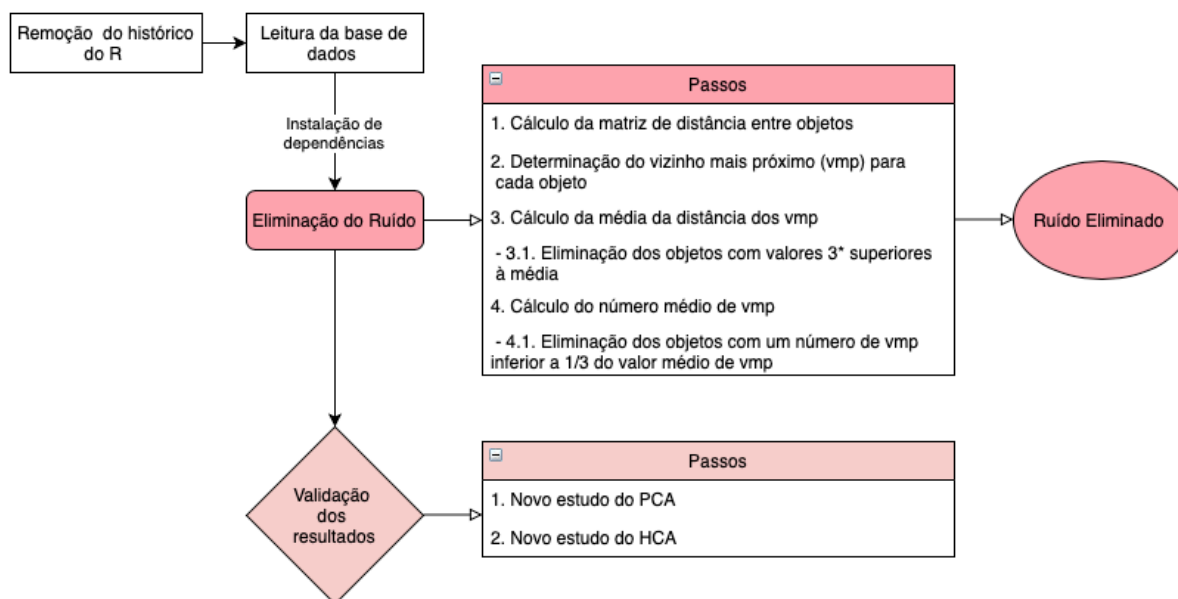 Remoção do histórico
do R
Leitura da base de
dados
Instalação de
dependências
Eliminação do Ruído
Passos
1. Cálculo da matriz de distância entre objetos
2. Determinação do vizinho mais próximo (vmp) para
cada objeto
3. Cálculo da média da distância dos vmp
- 3.1. Eliminação dos objetos com valores 3* superiores
à média
4. Cálculo do número médio de vmp
- 4.1. Eliminação dos objetos com um número de vmp
inferior a 1/3 do valor médio de vmp
Ruído Eliminado
Validação
dos
resultados
Passos
1. Novo estudo do PCA
2. Novo estudo do HCA